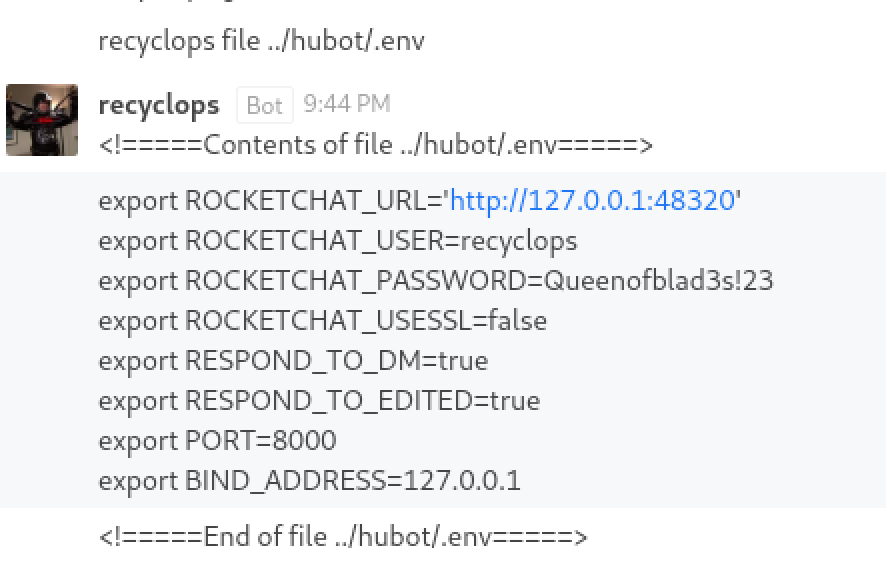 recyclops file ../hubot/.env
recyclops Bot 9:44 PM
<!=====Contents of file ../hubot/.env=====>
export ROCKETCHAT_URL='http://127.0.0.1:48320'
export ROCKETCHAT_USER=recyclops
export ROCKETCHAT_PASSWORD=Queenofblad3s!23
export ROCKETCHAT_USESSL=false
export RESPOND_TO_DM=true
export RESPOND_TO_EDITED=true
export PORT=8000
export BIND_ADDRESS=127.0.0.1
<!=====End of file ../hubot/.env=====>